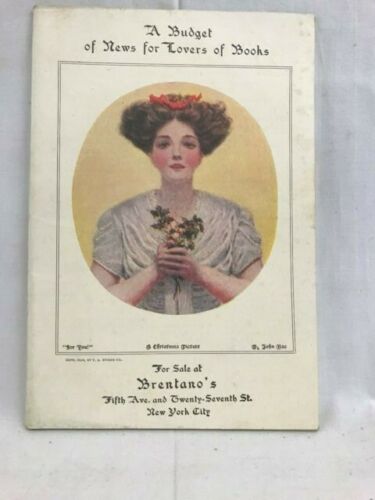 A Budget
of News for Lovers of Books
"For You!" A Christmas Picture By John Rae
For Sale at
Brentano's
Fifth Ave. and Twenty-Seventh St.
New York City